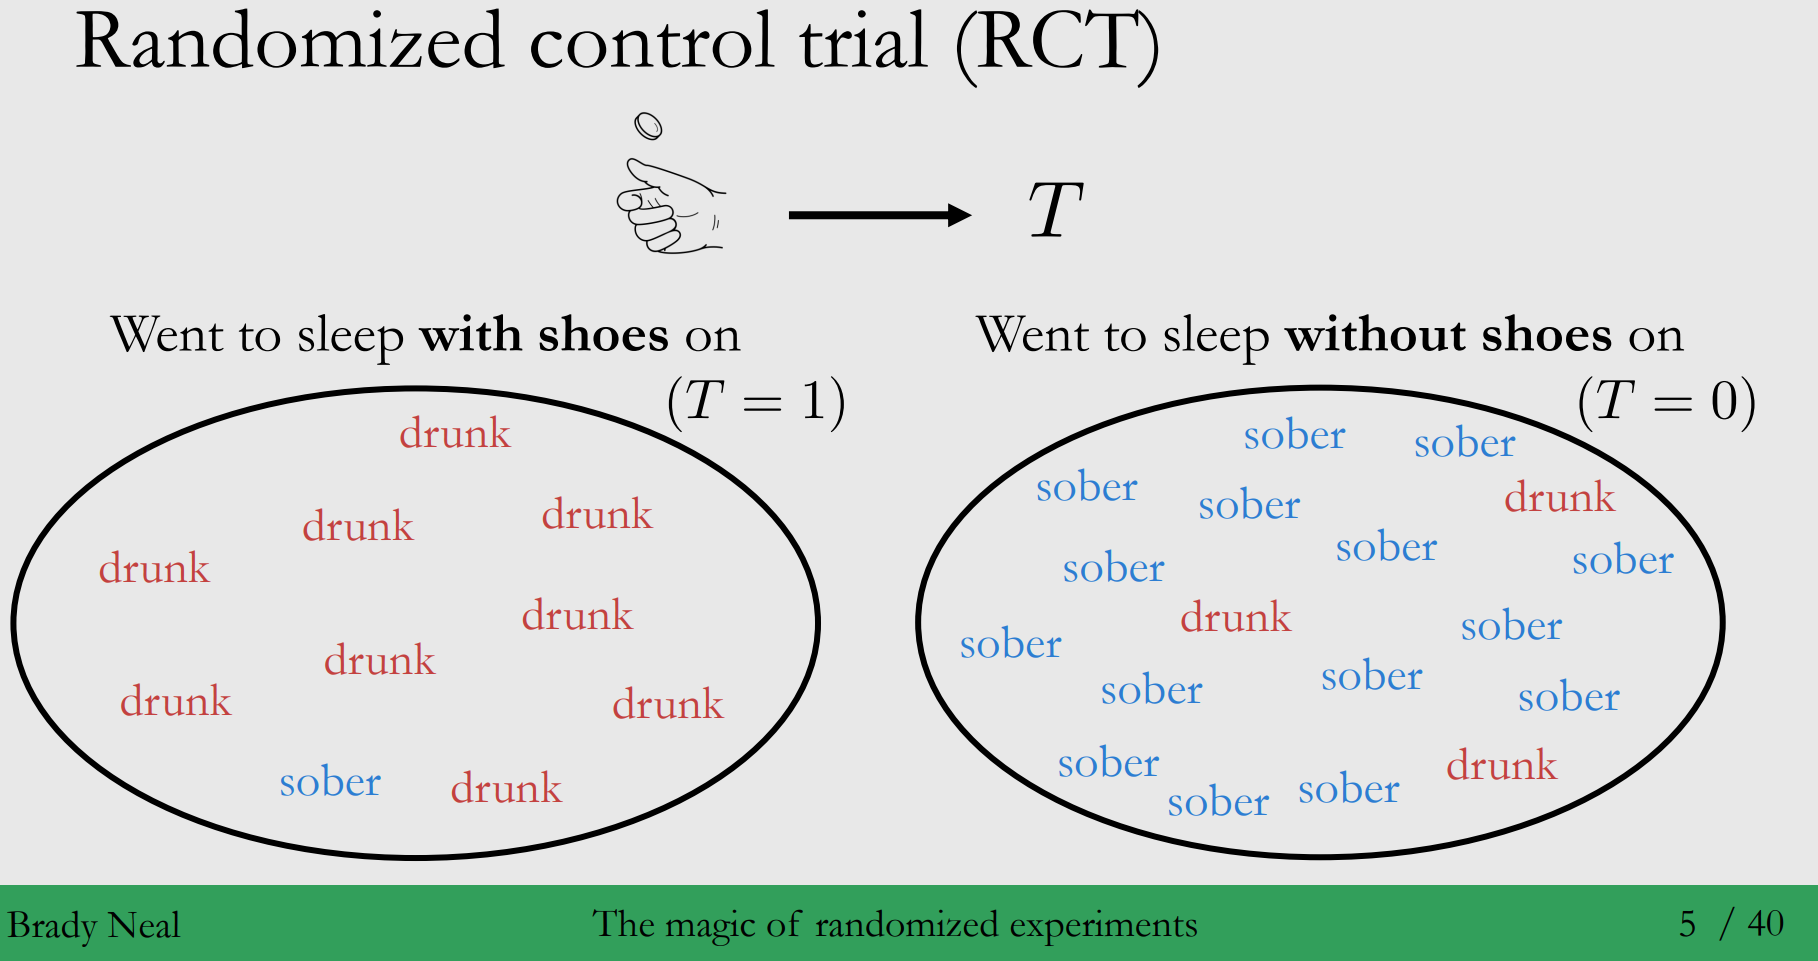 Randomized control trial (RCT)
T
Went to sleep with shoes on
(T = 1)
drunk
drunk
drunk
drunk
drunk
drunk
drunk
drunk
sober
drunk
Went to sleep without shoes on
(T = 0)
sober
sober
sober
sober
drunk
sober
sober
sober
drunk
sober
sober
sober
sober
sober
sober
drunk
sober
sober
Brady Neal
The magic of randomized experiments
5 / 40